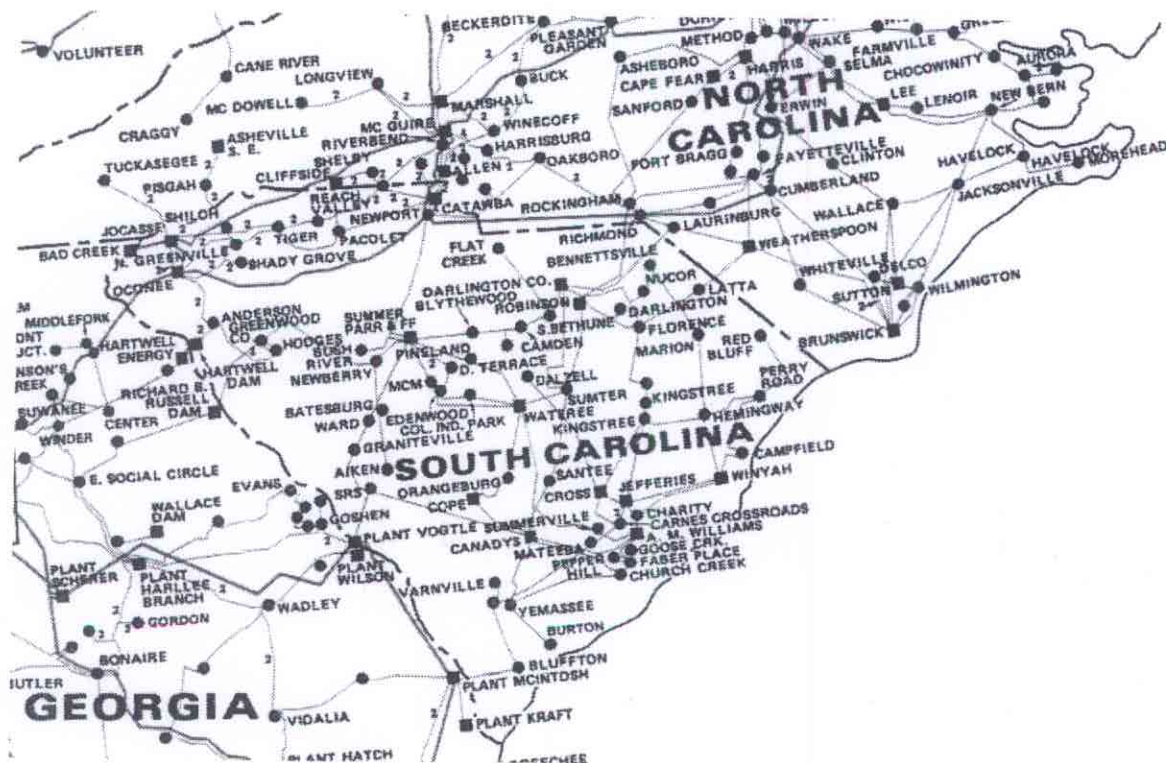 VOLUNTEER
BECKERDITE
PLEASANT
GARDEN
METHOD
WAKE
FARMVILLE
SELMA
CHOCOWINITY
AURORA
CANE RIVER
LONGVIEW
BUCK
ASHEBORO
CAPE FEAR
HARRIS
SANFORD
NORTH
CAROLINA
LEE
LENOIR
NEW BERN
MC DOWELL
CRAGGY
MARSHALL
MC GUIRE
RIVERBEND
WINECOFF
HARRISBURG
ERWIN
ASHEVILLE
S. E.
TUCKASEGEE
PISGAH
SHELBY
CLIFFSIDE
ALLEN
OAKBORO
FORT BRAGG
FAYETTEVILLE
CLINTON
HAVELOCK
HAVELOCK
MOREHEAD
JACKSONVILLE
SHILOH
JOCASSE
VALLEY
NEWPORT
CATAWBA
ROCKINGHAM
CUMBERLAND
WALLACE
LAURINBURG
RICHMOND
WEATHERSPOON
BAD CREEK
N. GREENVILLE
TIGER
PACOLET
SHADY GROVE
OCONEE
FLAT
CREEK
BENNETTSVILLE
WHITEVILLE
DELCO
SUTTON
WILMINGTON
BRUNSWICK
DARLINGTON CO.
NUCOR
LATTA
BLYTHEWOOD
ROBINSON
DARLINGTON
S. BETHUNE
FLORENCE
MARION
RED
BLUFF
PERRY
ROAD
MIDDLEFORK
JCT.
HARTWELL
ENERGY
ANDERSON
GREENWOOD
CO.
HODGES
HARTWELL
DAM
RICHARD B.
RUSSELL
DAM
SUMMER
PARR & FF
BUSH
RIVER
NEWBERRY
PINELAND
CAMDEN
D. TERRACE
DALZELL
MCM
SUMTER
KINGSTREE
KINGSTREE
HEMINGWAY
SUWANEE
WINDER
CENTER
BATESBURG
WARD
GRANITEVILLE
EDENWOOD
COL. IND. PARK
WATEREE
AIKEN
SOUTH CAROLINA
CAMPFIELD
WINYAH
E. SOCIAL CIRCLE
EVANS
SRS
ORANGEBURG
COPE
SANTEE
CROSS
JEFFERIES
WALLACE
DAM
GOSHEN
PLANT VOGTLE
SUMMERVILLE
CANADYS
CHARITY
CARNES CROSSROADS
A. M. WILLIAMS
GOOSE CRK.
FABER PLACE
CHURCH CREEK
PEPPER
HILL
PLANT
SCHERER
PLANT
HARLLEE
BRANCH
PLANT
WILSON
VARNVILLE
WADLEY
YEMASSEE
GORDON
BURTON
BONAIRE
BLUFFTON
PLANT MCINTOSH
BUTLER
GEORGIA
VIDALIA
PLANT KRAFT
PLANT HATCH